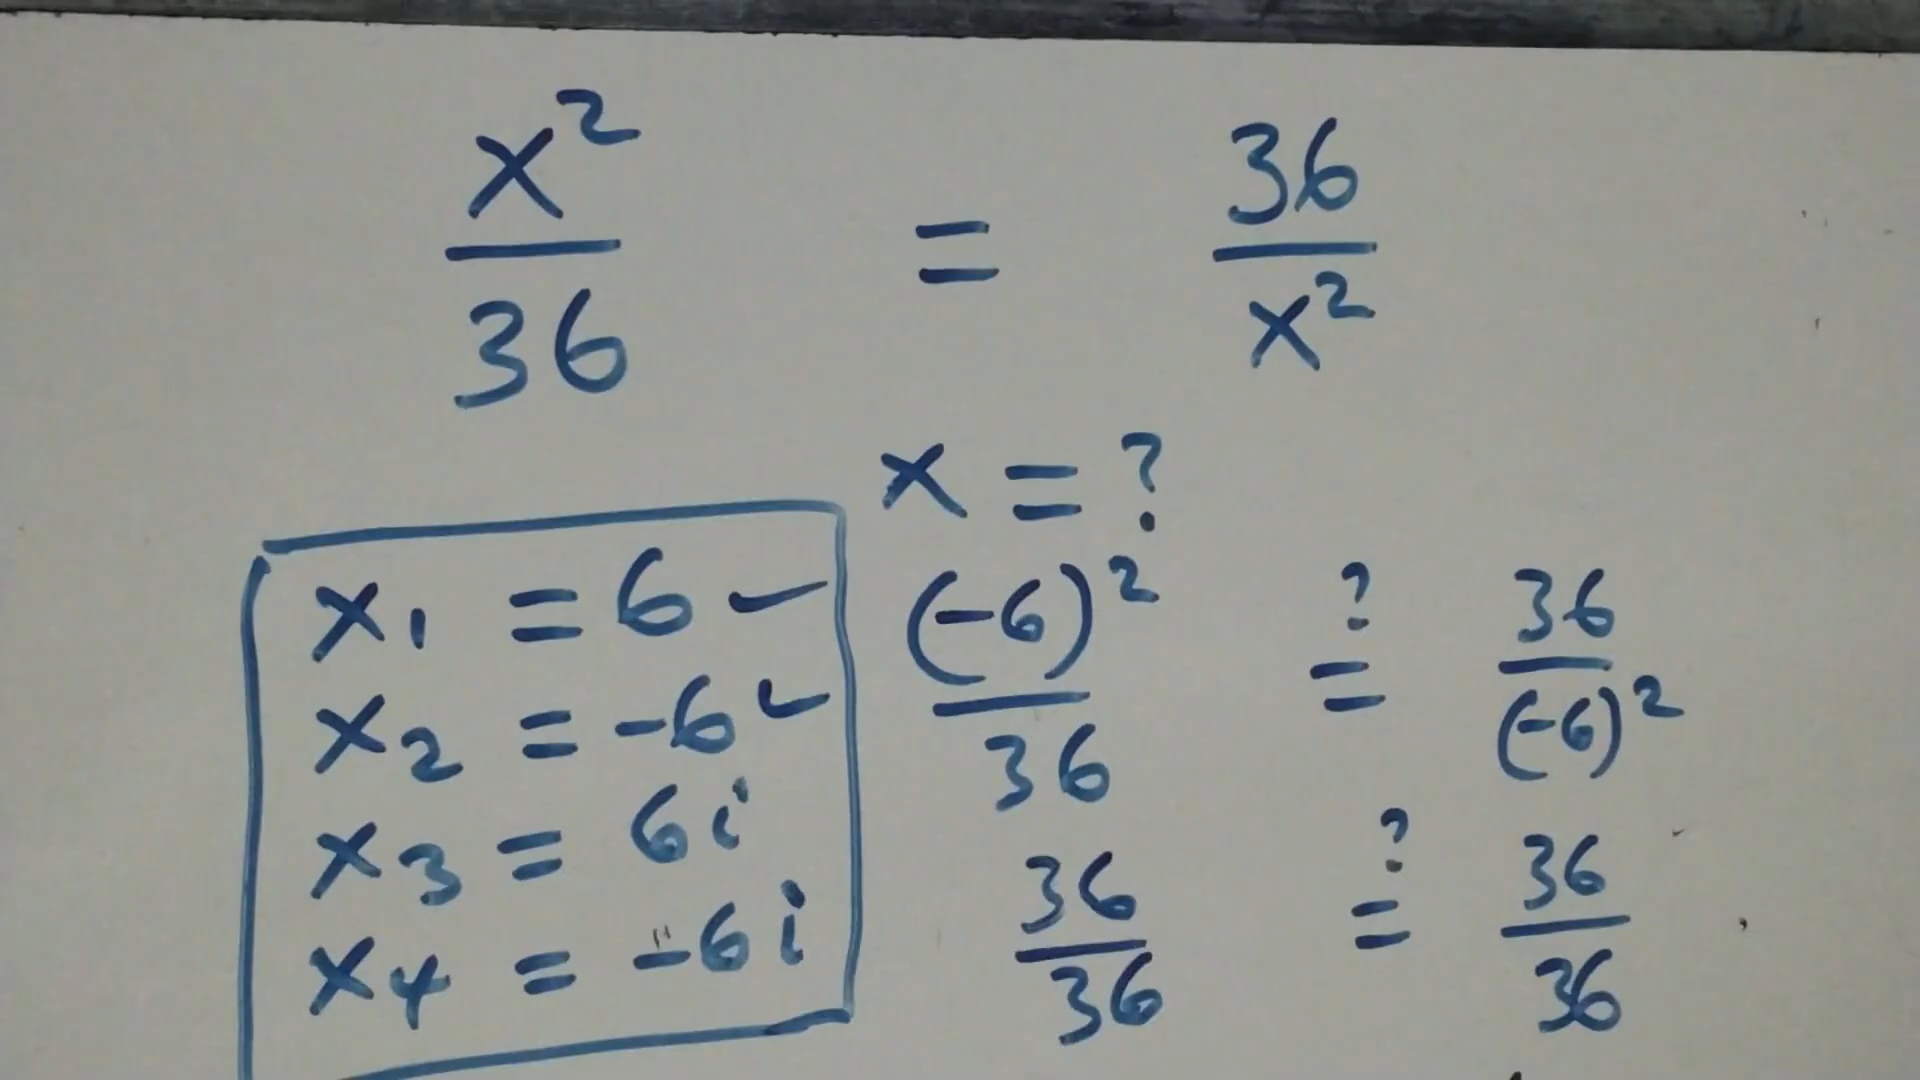 x² / 36 = 36 / x²
x = ?
x₁ = 6 ✓
x₂ = -6 ✓
x₃ = 6i
x₄ = -6i
(-6)² / 36 ?= 36 / (-6)²
36 / 36 ?= 36 / 36